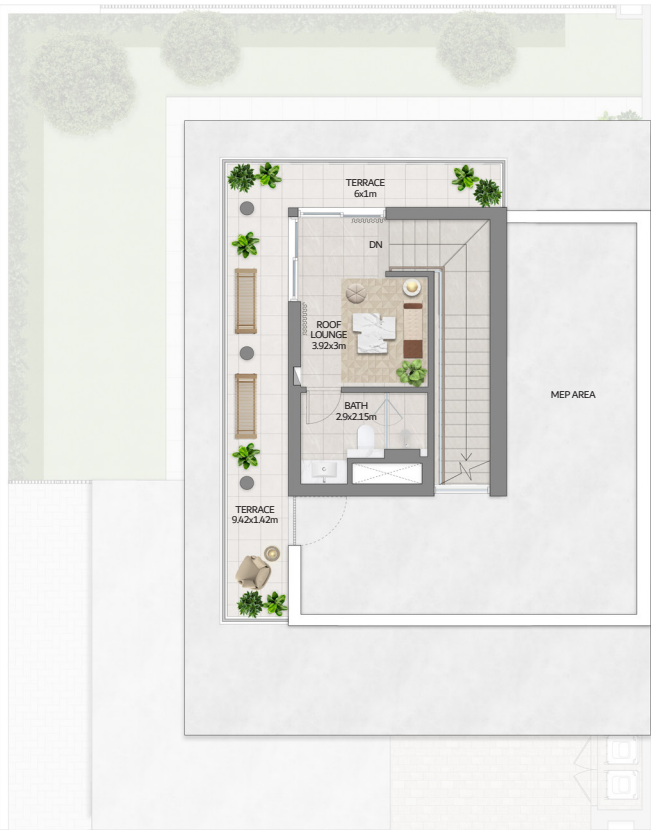 TERRACE
6x1m
DN
ROOF
LOUNGE
3.92x3m
MEP AREA
BATH
2.9x2.15m
TERRACE
9.42x1.42m